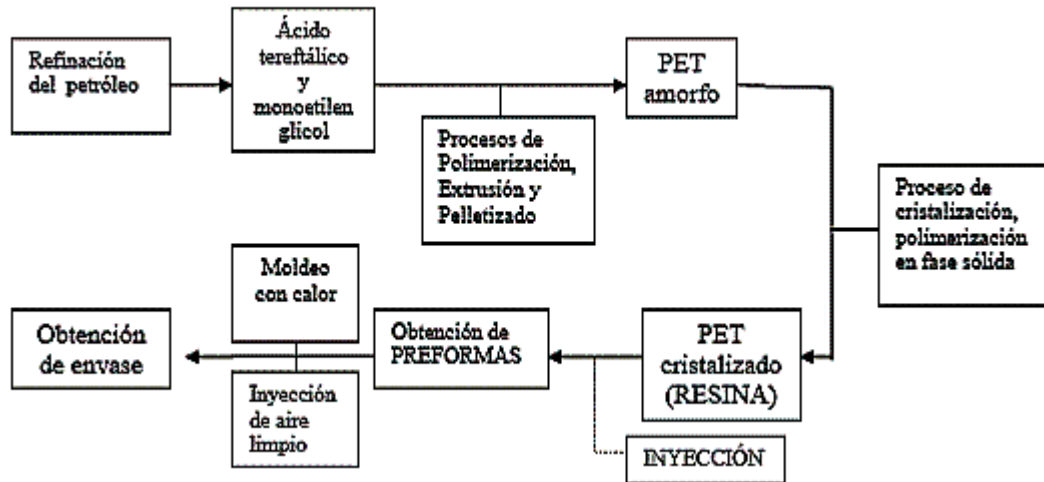 Refinación
del petróleo
Ácido
tereftálico
y
monoetilen
glicol
Procesos de
Polimerización,
Extrusión y
Pelletizado
PET
amorfo
Proceso de
cristalización,
polimerización
en fase sólida
PET
cristalizado
(RESINA)
INYECCIÓN
Obtención de
PREFORMAS
Moldeo
con calor
Inyección
de aire
limpio
Obtención
de envase